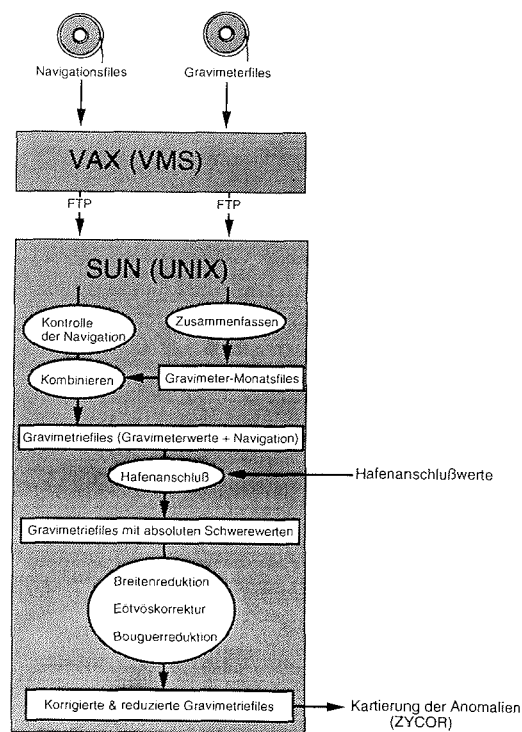 Navigationsfiles
Gravimeterfiles
VAX (VMS)
FTP
FTP
SUN (UNIX)
Kontrolle
der Navigation
Zusammenfassen
Kombinieren
Gravimeter-Monatsfiles
Gravimetriefiles (Gravimeterwerte + Navigation)
Hafenanschluß
Hafenanschlußwerte
Gravimetriefiles mit absoluten Schwerewerten
Breitenreduktion
Eötvöskorrektur
Bouguerreduktion
Korrigierte & reduzierte Gravimetriefiles
Kartierung der Anomalien
(ZYCOR)